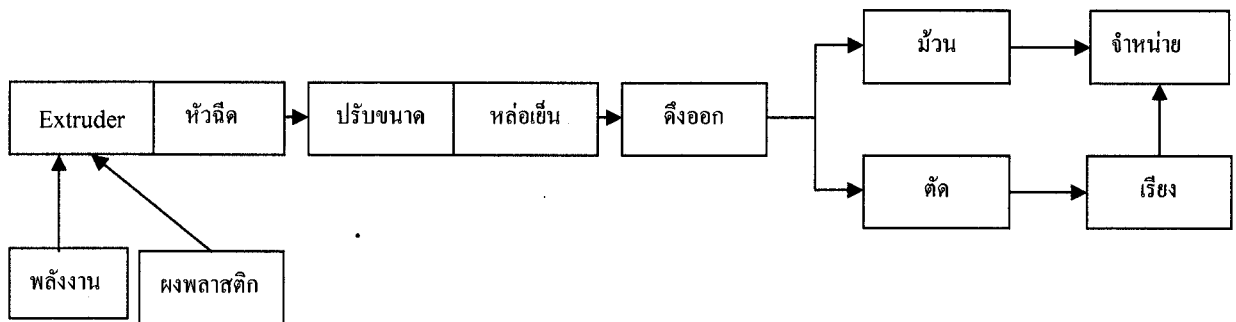 ม้วน
จำหน่าย
Extruder
หัวฉีด
ปรับขนาด
หล่อเย็น
ดึงออก
ตัด
เรียง
พลังงาน
ผงพลาสติก